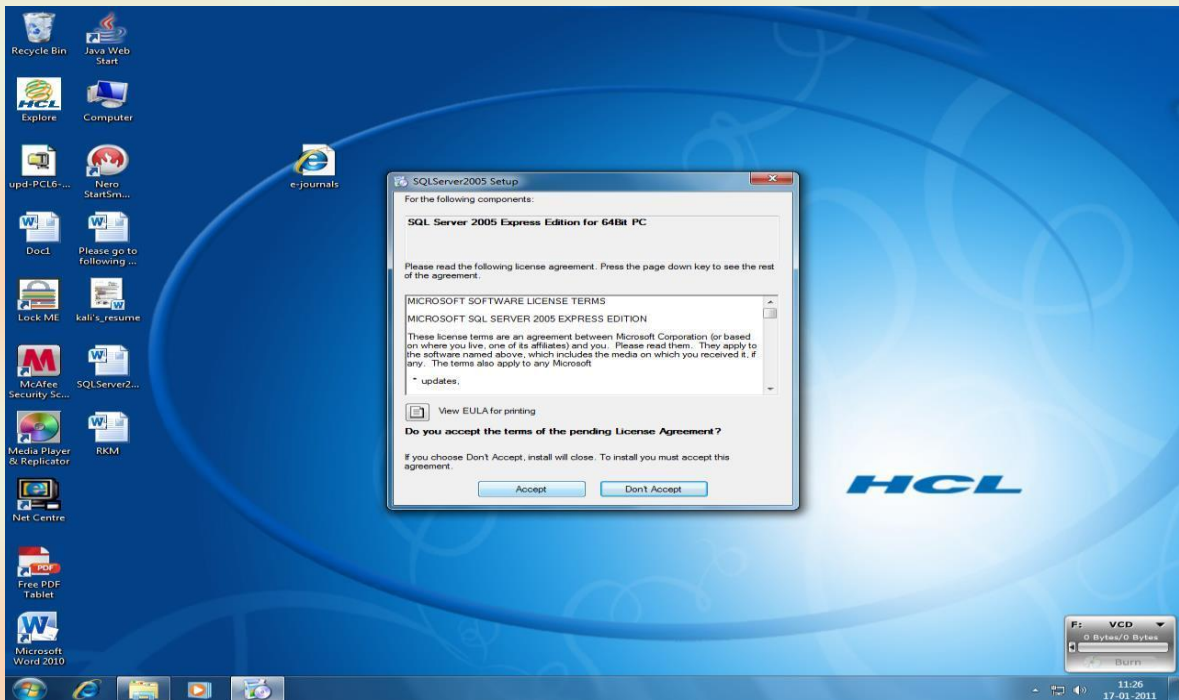 Recycle Bin
Java Web
Start
HCL
Explore
Computer
upd-PCL6-...
Nero
StartSm...
e-journals
W
Doc1
W
Please go to
following ...
Lock ME
W
kali's_resume
McAfee
Security Sc...
W
SQLServer2...
Media Player
& Replicator
W
RKM
Net Centre
PDF
Free PDF
Tablet
W
Microsoft
Word 2010
SQLServer2005 Setup
For the following components:
SQL Server 2005 Express Edition for 64Bit PC
Please read the following license agreement. Press the page down key to see the rest
of the agreement.
MICROSOFT SOFTWARE LICENSE TERMS
MICROSOFT SQL SERVER 2005 EXPRESS EDITION
These license terms are an agreement between Microsoft Corporation (or based
on where you live, one of its affiliates) and you. Please read them. They apply to
the software named above, which includes the media on which you received it, if
any. The terms also apply to any Microsoft
* updates,
View EULA for printing
Do you accept the terms of the pending License Agreement?
If you choose Don't Accept, install will close. To install you must accept this
agreement.
Accept
Don't Accept
HCL
F: VCD
0 Bytes/0 Bytes
Burn
11:26
17-01-2011